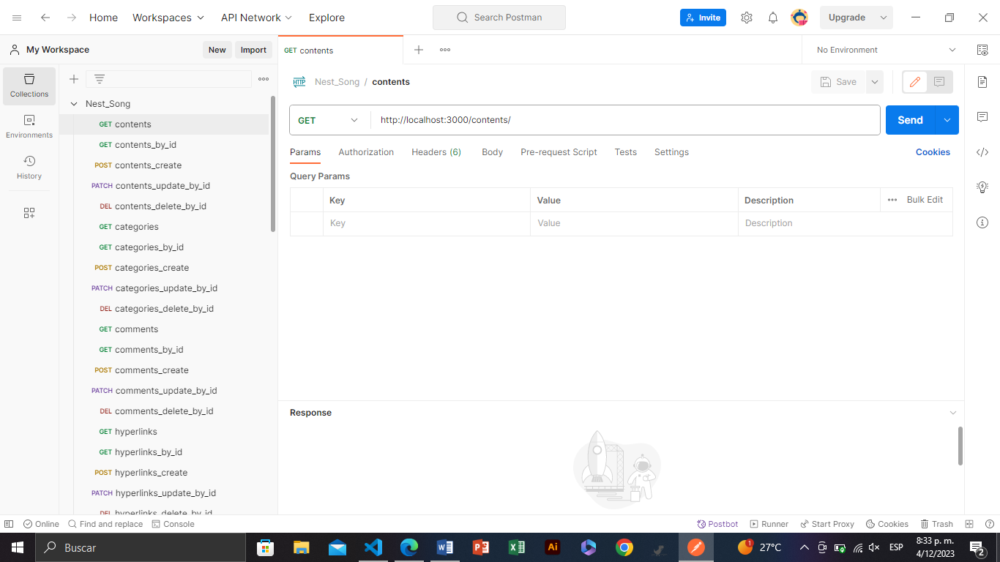 Home Workspaces API Network Explore Search Postman Invite Upgrade
My Workspace New Import GET contents No Environment
Collections
Environments
History
Nest_Song
GET contents
GET contents_by_id
POST contents_create
PATCH contents_update_by_id
DEL contents_delete_by_id
GET categories
GET categories_by_id
POST categories_create
PATCH categories_update_by_id
DEL categories_delete_by_id
GET comments
GET comments_by_id
POST comments_create
PATCH comments_update_by_id
DEL comments_delete_by_id
GET hyperlinks
GET hyperlinks_by_id
POST hyperlinks_create
PATCH hyperlinks_update_by_id
DEL hyperlinks_delete_by_id
HTTP Nest_Song / contents Save
GET http://localhost:3000/contents/ Send
Params Authorization Headers (6) Body Pre-request Script Tests Settings Cookies
Query Params
Key Value Description Bulk Edit
Key Value Description
Response
Online Find and replace Console Postbot Runner Start Proxy Cookies Trash
Buscar 1 27°C ESP 8:33 p. m.
4/12/2023 2